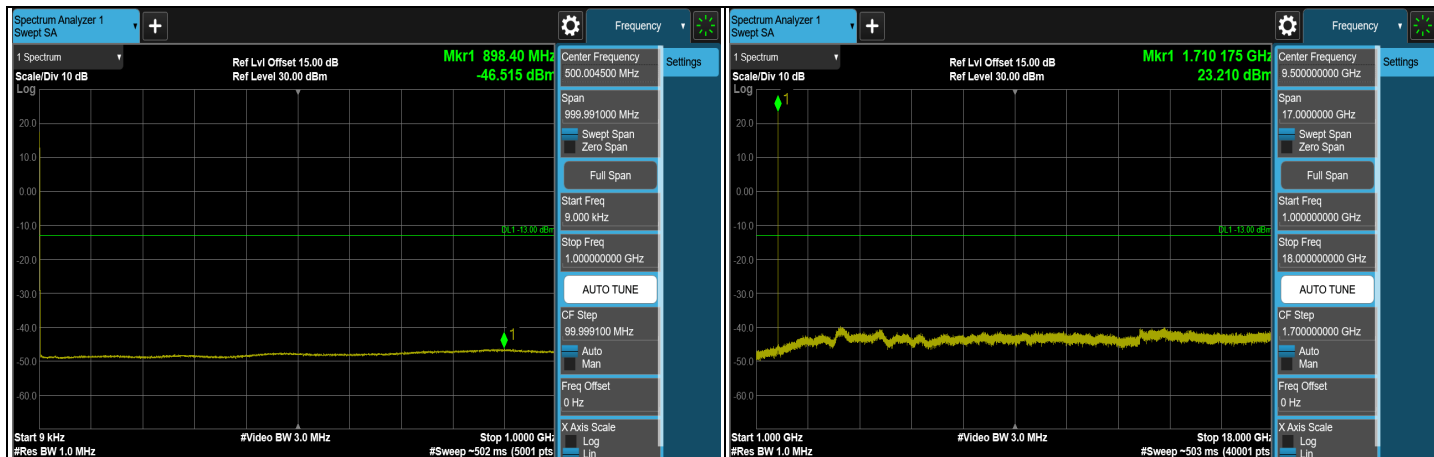 Spectrum Analyzer 1
Swept SA
+
Frequency
1 Spectrum
Scale/Div 10 dB
Log
Ref Lvl Offset 15.00 dB
Ref Level 30.00 dBm
Mkr1 898.40 MHz
-46.515 dBm
1
20.0
10.0
0.00
-10.0
-20.0
-30.0
-40.0
-50.0
-60.0
DL1 -13.00 dBm
Start 9 kHz
#Res BW 1.0 MHz
#Video BW 3.0 MHz
Stop 1.0000 GHz
#Sweep ~502 ms (5001 pts
Center Frequency
500.004500 MHz
Span
999.991000 MHz
Swept Span
Zero Span
Full Span
Start Freq
9.000 kHz
Stop Freq
1.000000000 GHz
AUTO TUNE
CF Step
99.999100 MHz
Auto
Man
Freq Offset
0 Hz
X Axis Scale
Log
Lin
Settings
Spectrum Analyzer 1
Swept SA
+
Frequency
1 Spectrum
Scale/Div 10 dB
Log
Ref Lvl Offset 15.00 dB
Ref Level 30.00 dBm
Mkr1 1.710 175 GHz
23.210 dBm
1
20.0
10.0
0.00
-10.0
-20.0
-30.0
-40.0
-50.0
-60.0
DL1 -13.00 dBm
Start 1.000 GHz
#Res BW 1.0 MHz
#Video BW 3.0 MHz
Stop 18.000 GHz
#Sweep ~503 ms (40001 pts
Center Frequency
9.500000000 GHz
Span
17.0000000 GHz
Swept Span
Zero Span
Full Span
Start Freq
1.000000000 GHz
Stop Freq
18.000000000 GHz
AUTO TUNE
CF Step
1.700000000 GHz
Auto
Man
Freq Offset
0 Hz
X Axis Scale
Log
Lin
Settings